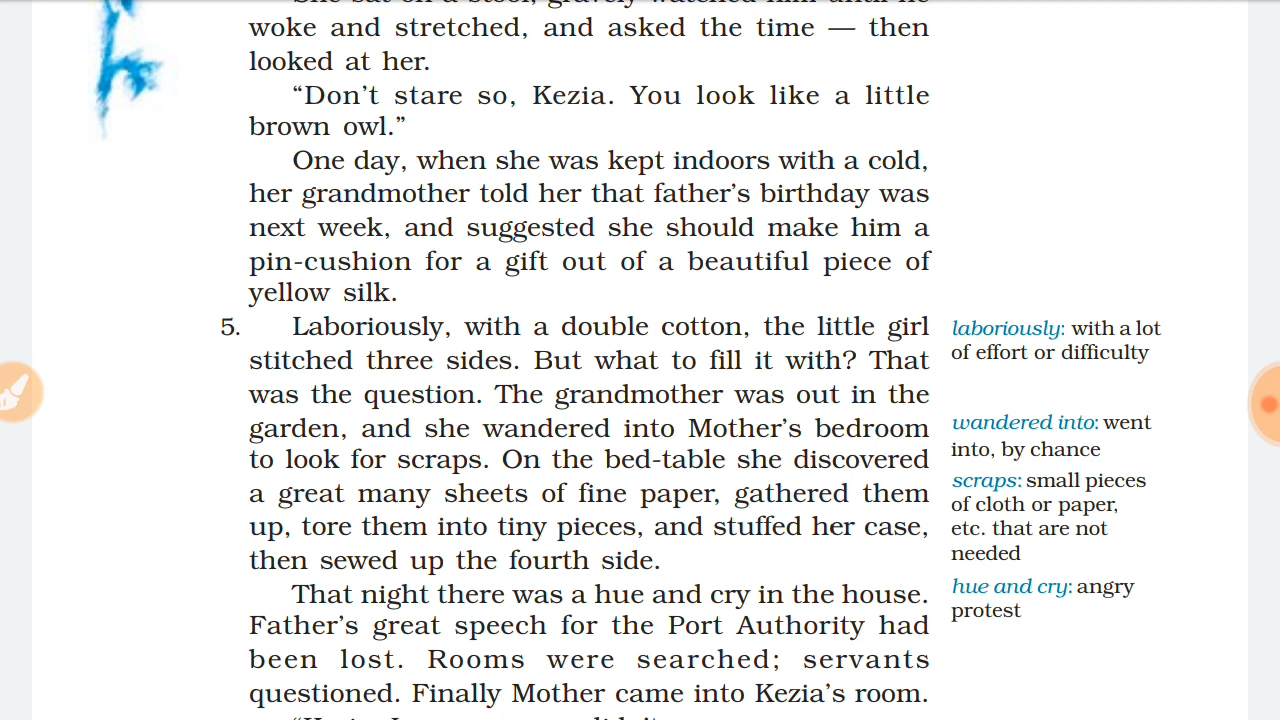 She sat on a stool, gravely watched him until he
woke and stretched, and asked the time — then
looked at her.
“Don’t stare so, Kezia. You look like a little
brown owl.”
One day, when she was kept indoors with a cold,
her grandmother told her that father’s birthday was
next week, and suggested she should make him a
pin-cushion for a gift out of a beautiful piece of
yellow silk.
5. Laboriously, with a double cotton, the little girl
stitched three sides. But what to fill it with? That
was the question. The grandmother was out in the
garden, and she wandered into Mother’s bedroom
to look for scraps. On the bed-table she discovered
a great many sheets of fine paper, gathered them
up, tore them into tiny pieces, and stuffed her case,
then sewed up the fourth side.
That night there was a hue and cry in the house.
Father’s great speech for the Port Authority had
been lost. Rooms were searched; servants
questioned. Finally Mother came into Kezia’s room.
laboriously: with a lot
of effort or difficulty
wandered into: went
into, by chance
scraps: small pieces
of cloth or paper,
etc. that are not
needed
hue and cry: angry
protest